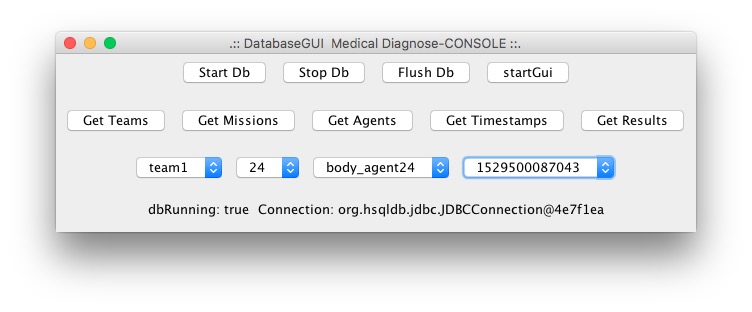 .:: DatabaseGUI  Medical Diagnose-CONSOLE ::.
Start Db Stop Db Flush Db startGui
Get Teams Get Missions Get Agents Get Timestamps Get Results
team1 24 body_agent24 1529500087043
dbRunning: true  Connection: org.hsqldb.jdbc.JDBCConnection@4e7f1ea